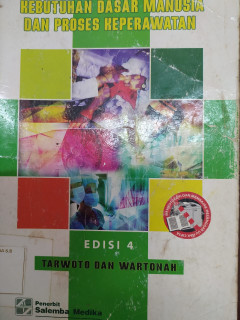 KEBUTUHAN DASAR MANUSIA
DAN PROSES KEPERAWATAN
EDISI 4
TARWOTO DAN WARTONAH
Penerbit
Salemba Medika